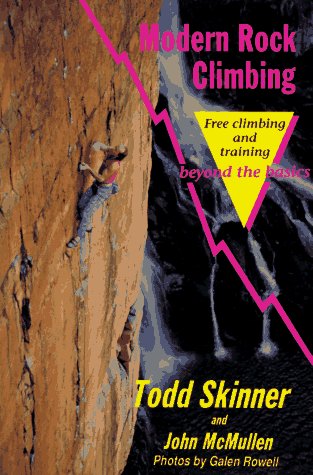 Modern Rock
Climbing
Free climbing
and
training
beyond the basics
Todd Skinner
and
John McMullen
Photos by Galen Rowell